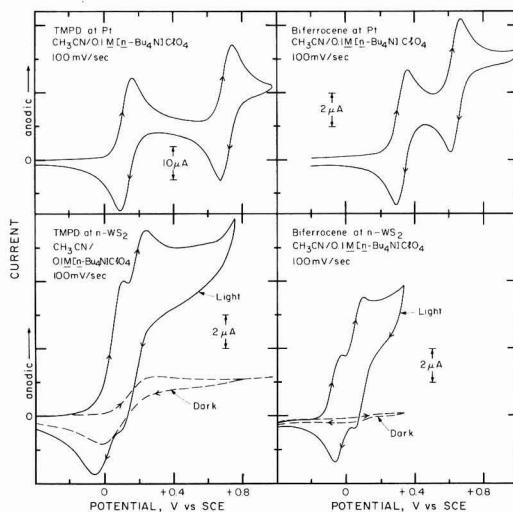 TMPD at Pt
CH3CN/0.1M[n-Bu4N]ClO4
100mV/sec
10μA
Biferrocene at Pt
CH3CN/0.1M[n-Bu4N]ClO4
100mV/sec
2μA
anodic
0
CURRENT
TMPD at n-WS2
CH3CN/
0.1M[n-Bu4N]ClO4
100mV/sec
Light
2μA
Dark
Biferrocene at n-WS2
CH3CN/0.1M[n-Bu4N]ClO4
100mV/sec
Light
2μA
Dark
anodic
0
0 +0.4 +0.8
0 +0.4 +0.8
POTENTIAL, V vs SCE
POTENTIAL, V vs SCE